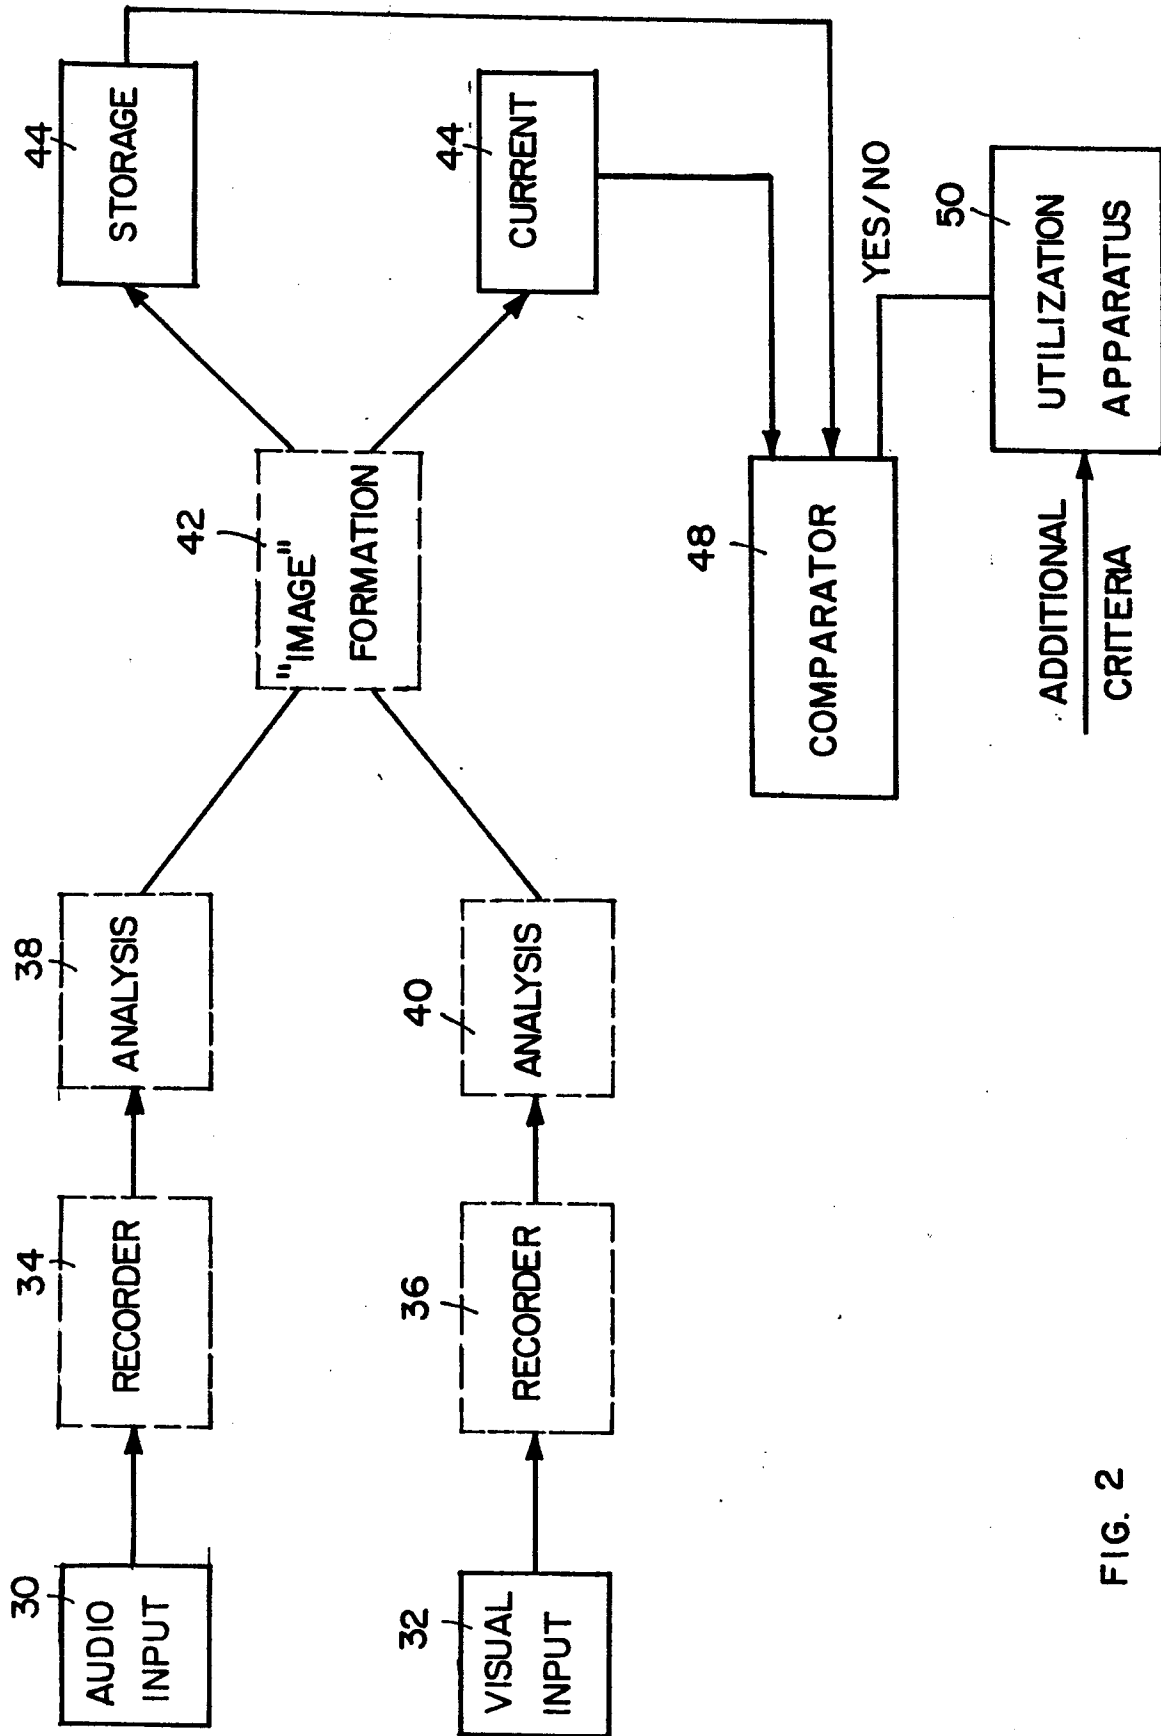 30
AUDIO
INPUT
34
RECORDER
38
ANALYSIS
32
VISUAL
INPUT
36
RECORDER
40
ANALYSIS
42
"IMAGE"
FORMATION
44
STORAGE
44
CURRENT
48
COMPARATOR
YES/NO
50
UTILIZATION
APPARATUS
ADDITIONAL
CRITERIA
FIG. 2